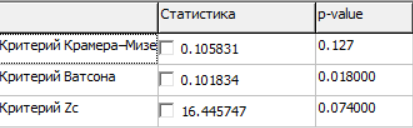 Статистика p-value
Критерий Крамера–Мизе 0.105831 0.127
Критерий Ватсона 0.101834 0.018000
Критерий Zc 16.445747 0.074000